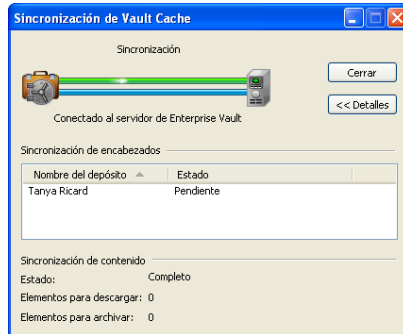 Sincronización de Vault Cache
Sincronización
Cerrar
<< Detalles
Conectado al servidor de Enterprise Vault
Sincronización de encabezados
Nombre del depósito Estado
Tanya Ricard Pendiente
Sincronización de contenido
Estado: Completo
Elementos para descargar: 0
Elementos para archivar: 0